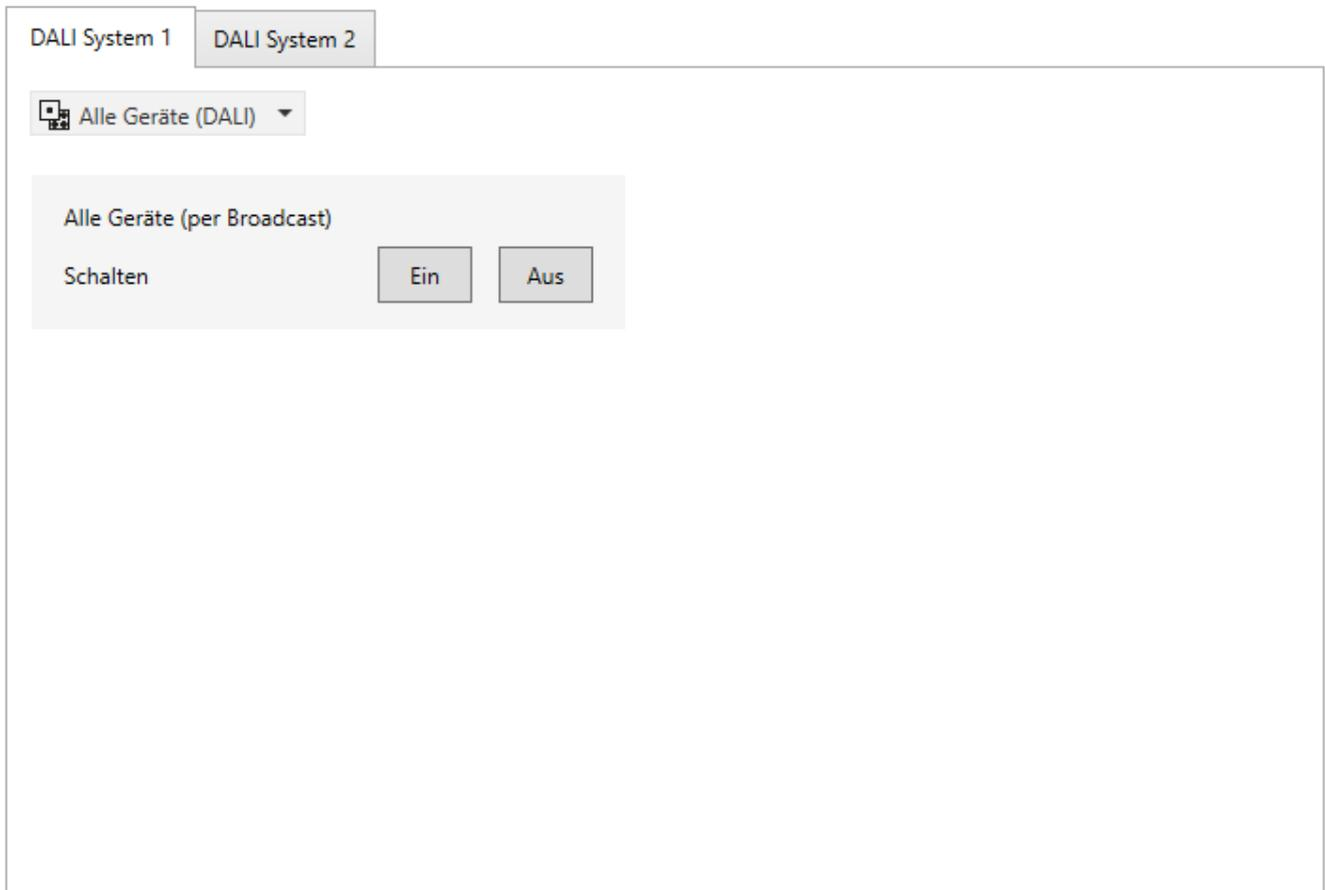 DALI System 1
DALI System 2
Alle Geräte (DALI)
Alle Geräte (per Broadcast)
Schalten Ein Aus